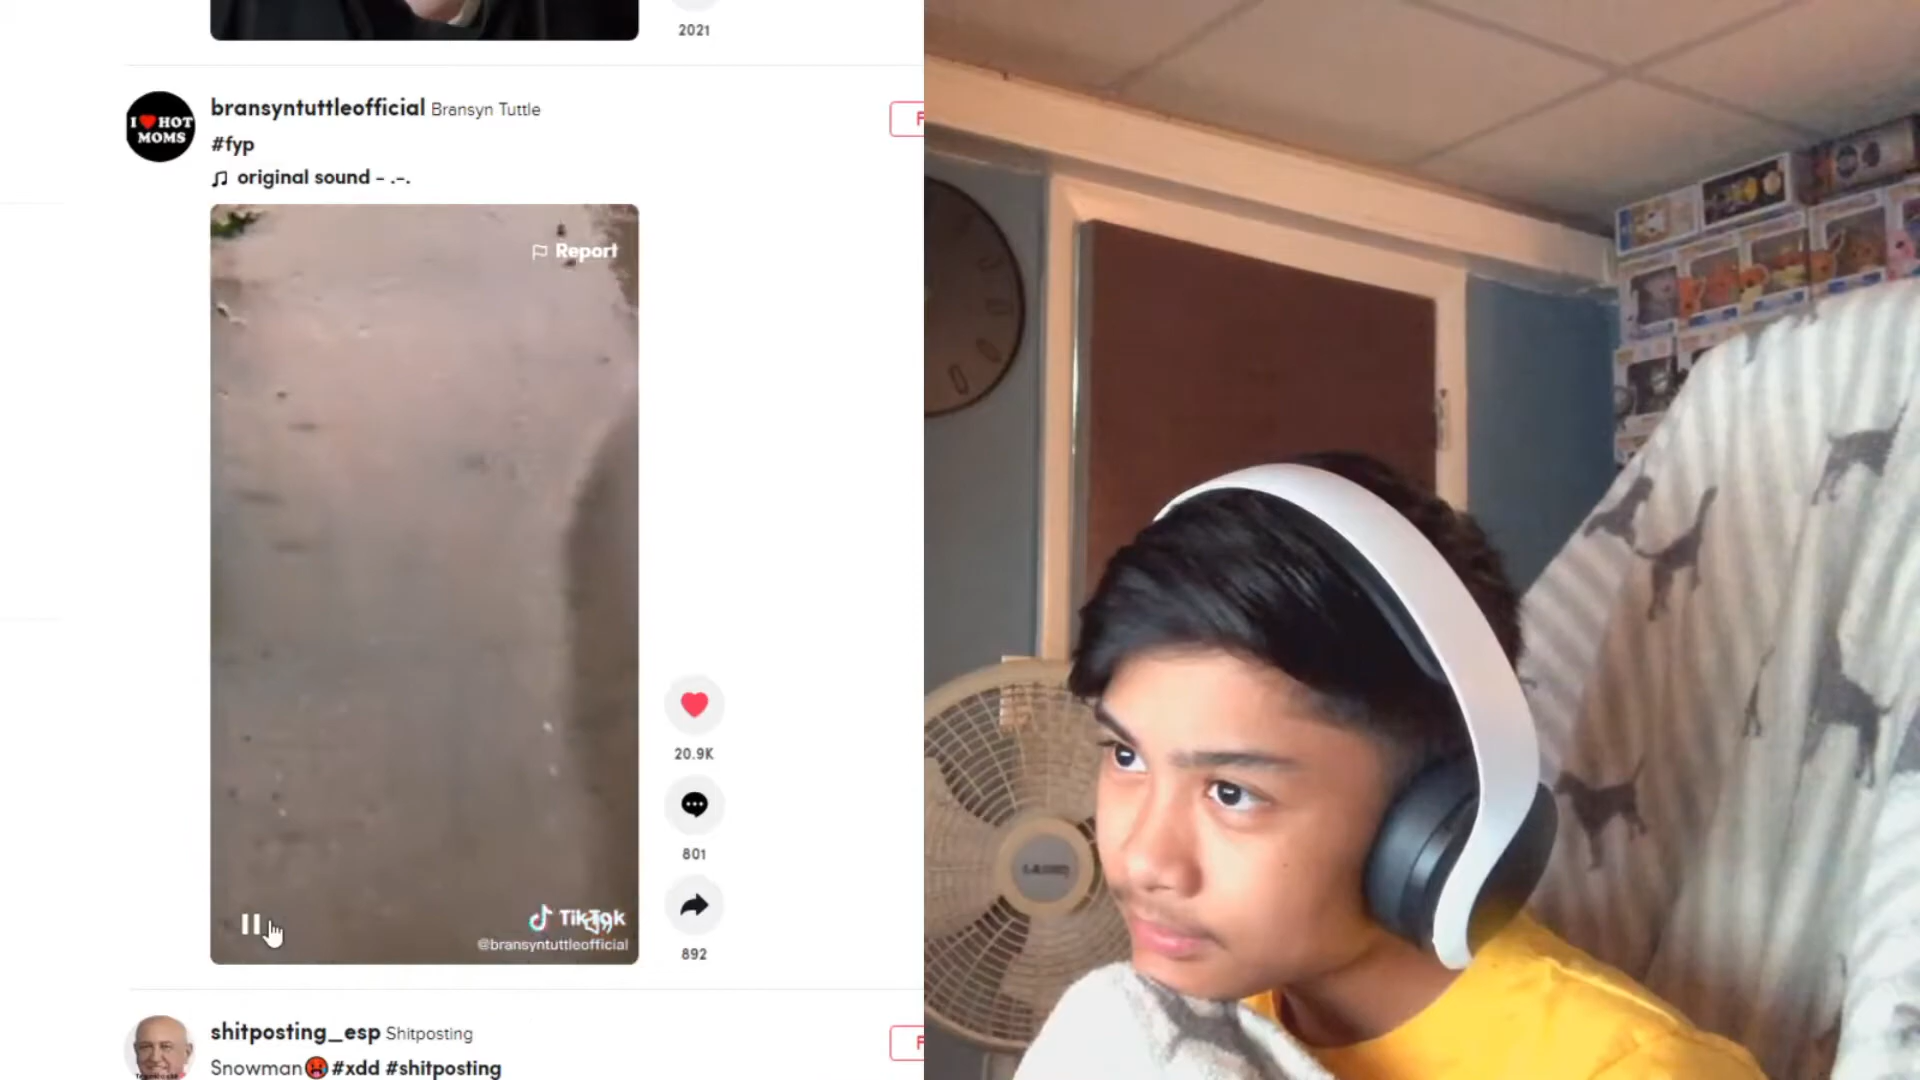 2021
I ❤ HOT
MOMS
bransyntuttleofficial Bransyn Tuttle
#fyp
♫ original sound - .-.
Report
20.9K
801
892
TikTok
@bransyntuttleofficial
shitposting_esp Shitposting
Snowman🥵 #xdd #shitposting